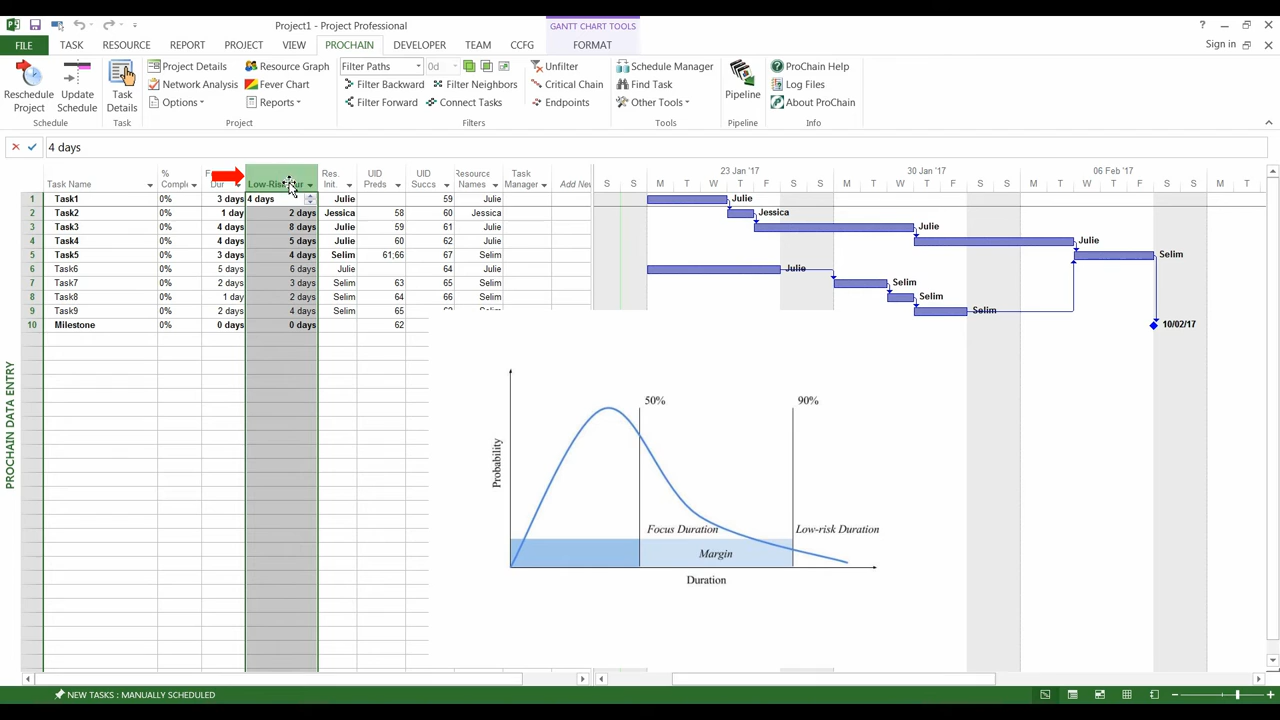 Project1 - Project Professional
GANTT CHART TOOLS
Sign in
FILE TASK RESOURCE REPORT PROJECT VIEW PROCHAIN DEVELOPER TEAM CCFG FORMAT
Reschedule Project
Update Schedule
Schedule
Task Details
Task
Project Details
Network Analysis
Options
Resource Graph
Fever Chart
Reports
Project
Filter Paths
0d
Unfilter
Filter Backward
Filter Neighbors
Critical Chain
Filter Forward
Connect Tasks
Endpoints
Filters
Schedule Manager
Find Task
Other Tools
Tools
Pipeline
Pipeline
ProChain Help
Log Files
About ProChain
Info
4 days
Task Name % Compl Dur Low-Risk Res. Init. UID Preds UID Succs Resource Names Task Manager Add New
23 Jan '17 30 Jan '17 06 Feb '17
S S M T W T F S S M T W T F S S M T W T F S S M T
1 Task1 0% 3 days 4 days Julie 59 Julie
2 Task2 0% 1 day 2 days Jessica 58 60 Jessica
3 Task3 0% 4 days 8 days Julie 59 61 Julie
4 Task4 0% 4 days 5 days Julie 60 62 Julie
5 Task5 0% 3 days 4 days Selim 61;66 67 Selim
6 Task6 0% 5 days 6 days Julie 64 Julie
7 Task7 0% 2 days 3 days Selim 63 65 Selim
8 Task8 0% 1 day 2 days Selim 64 66 Selim
9 Task9 0% 2 days 4 days Selim 65
10 Milestone 0% 0 days 0 days 62
Julie
Jessica
Julie
Julie
Selim
Julie
Selim
Selim
Selim
10/02/17
PROCHAIN DATA ENTRY
50%
90%
Probability
Focus Duration
Low-risk Duration
Margin
Duration
NEW TASKS : MANUALLY SCHEDULED